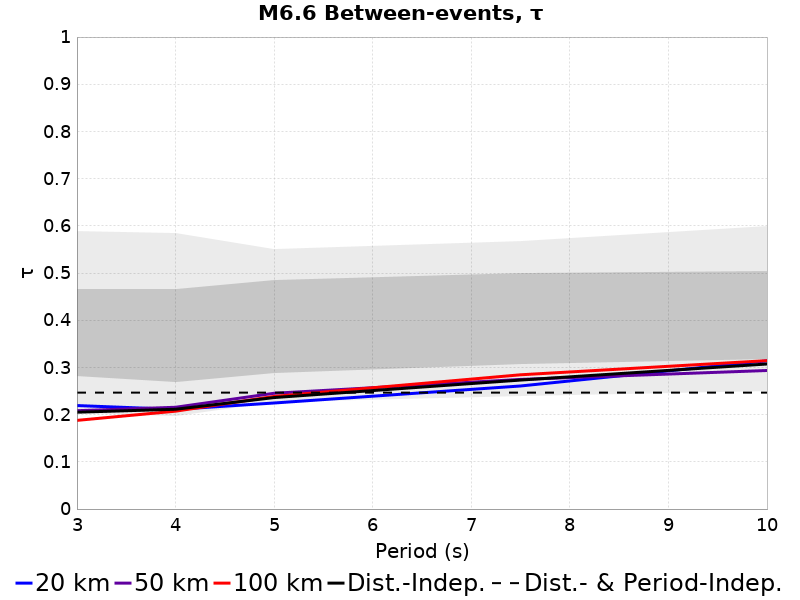 M6.6 Between-events, τ
1
0.9
0.8
0.7
0.6
0.5
0.4
0.3
0.2
0.1
0
τ
3 4 5 6 7 8 9 10
Period (s)
20 km 50 km 100 km Dist.-Indep. Dist.- & Period-Indep.